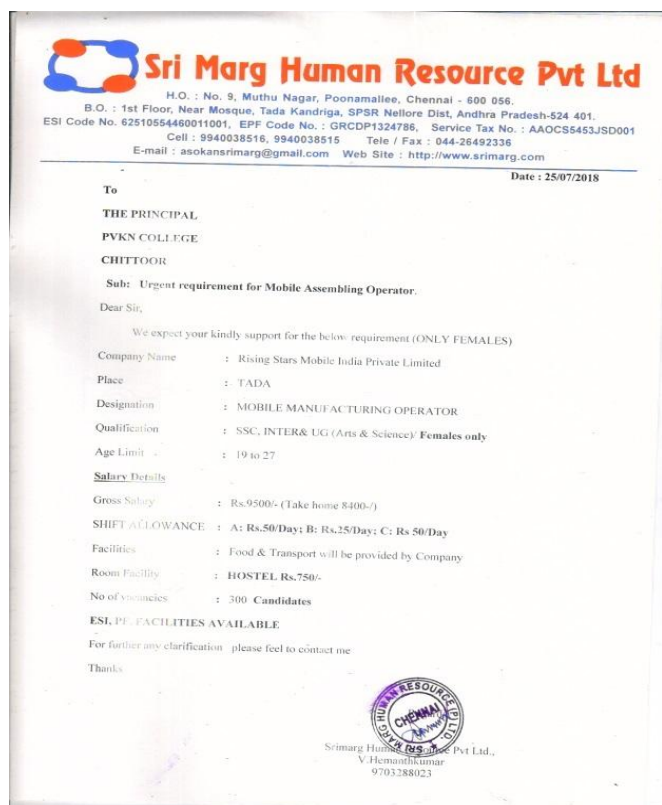 Sri Marg Human Resource Pvt Ltd
H.O. : No. 9, Muthu Nagar, Poonamallee, Chennai - 600 056.
B.O. : 1st Floor, Near Mosque, Tada Kandriga, SPSR Nellore Dist, Andhra Pradesh-524 401.
ESI Code No. 62510554460011001, EPF Code No. : GRCDP1324786, Service Tax No. : AAOCS5453JSD001
Cell : 9940038516, 9940038515 Tele / Fax : 044-26492336
E-mail : asokansrimarg@gmail.com Web Site : http://www.srimarg.com
Date : 25/07/2018
To
THE PRINCIPAL
PVKN COLLEGE
CHITTOOR
Sub: Urgent requirement for Mobile Assembling Operator.
Dear Sir,
We expect your kindly support for the below requirement (ONLY FEMALES)
Company Name : Rising Stars Mobile India Private Limited
Place : TADA
Designation : MOBILE MANUFACTURING OPERATOR
Qualification : SSC, INTER& UG (Arts & Science)/ Females only
Age Limit : 19 to 27
Salary Details
Gross Salary : Rs.9500/- (Take home 8400-/)
SHIFT ALLOWANCE : A: Rs.50/Day; B: Rs.25/Day; C: Rs 50/Day
Facilities : Food & Transport will be provided by Company
Room Facility : HOSTEL Rs.750/-
No of vacancies : 300 Candidates
ESI, PF FACILITIES AVAILABLE
For further any clarification please feel to contact me
Thanks
SRI MARG HUMAN RESOURCE (P) LTD.
CHENNAI
Srimarg Human Resource Pvt Ltd.,
V.Hemanthkumar
9703288023